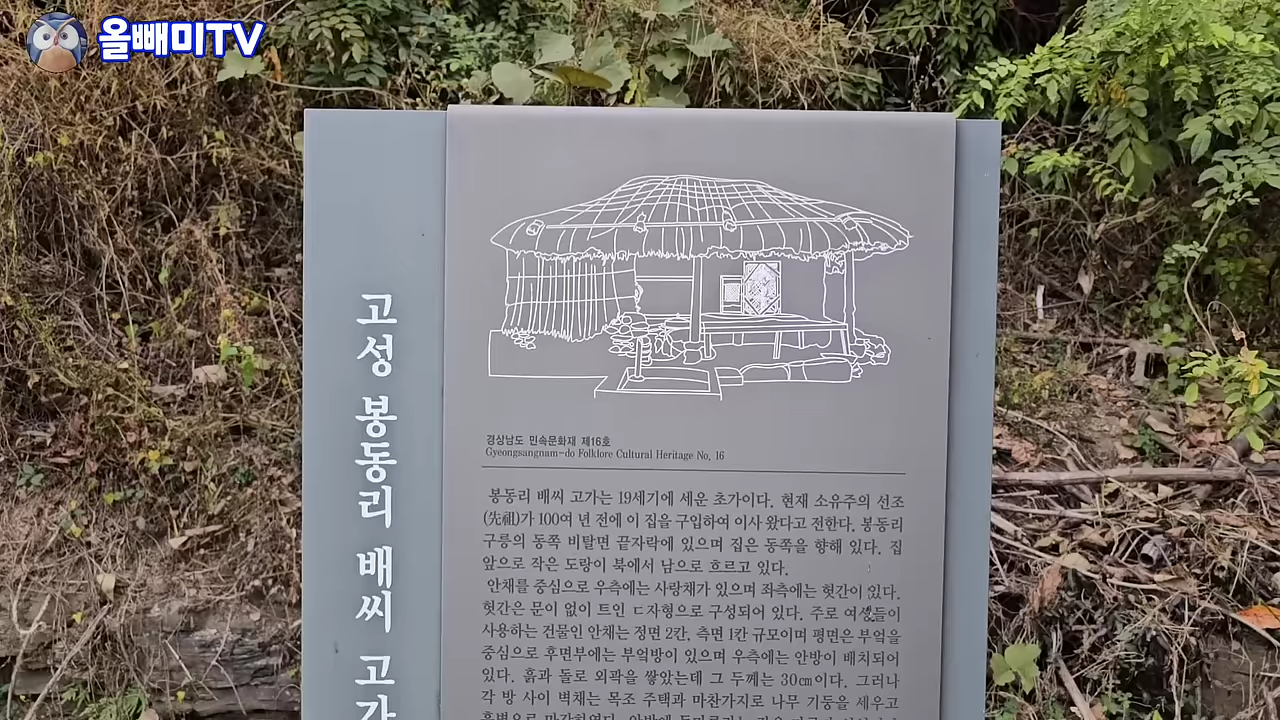 올빼미TV
고성 봉동리 배씨 고가
경상남도 민속문화재 제16호
Gyeongsangnam-do Folklore Cultural Heritage No. 16
봉동리 배씨 고가는 19세기에 세운 초가이다. 현재 소유주의 선조
(先祖)가 100여 년 전에 이 집을 구입하여 이사 왔다고 전한다. 봉동리
구릉의 동쪽 비탈면 끝자락에 있으며 집은 동쪽을 향해 있다. 집
앞으로 작은 도랑이 북에서 남으로 흐르고 있다.
안채를 중심으로 우측에는 사랑채가 있으며 좌측에는 헛간이 있다.
헛간은 문이 없이 트인 ㄷ자형으로 구성되어 있다. 주로 여성들이
사용하는 건물인 안채는 정면 2칸, 측면 1칸 규모이며 평면은 부엌을
중심으로 후면부에는 부엌방이 있으며 우측에는 안방이 배치되어
있다. 흙과 돌로 외곽을 쌓았는데 그 두께는 30㎝이다. 그러나
각 방 사이 벽체는 목조 주택과 마찬가지로 나무 기둥을 세우고